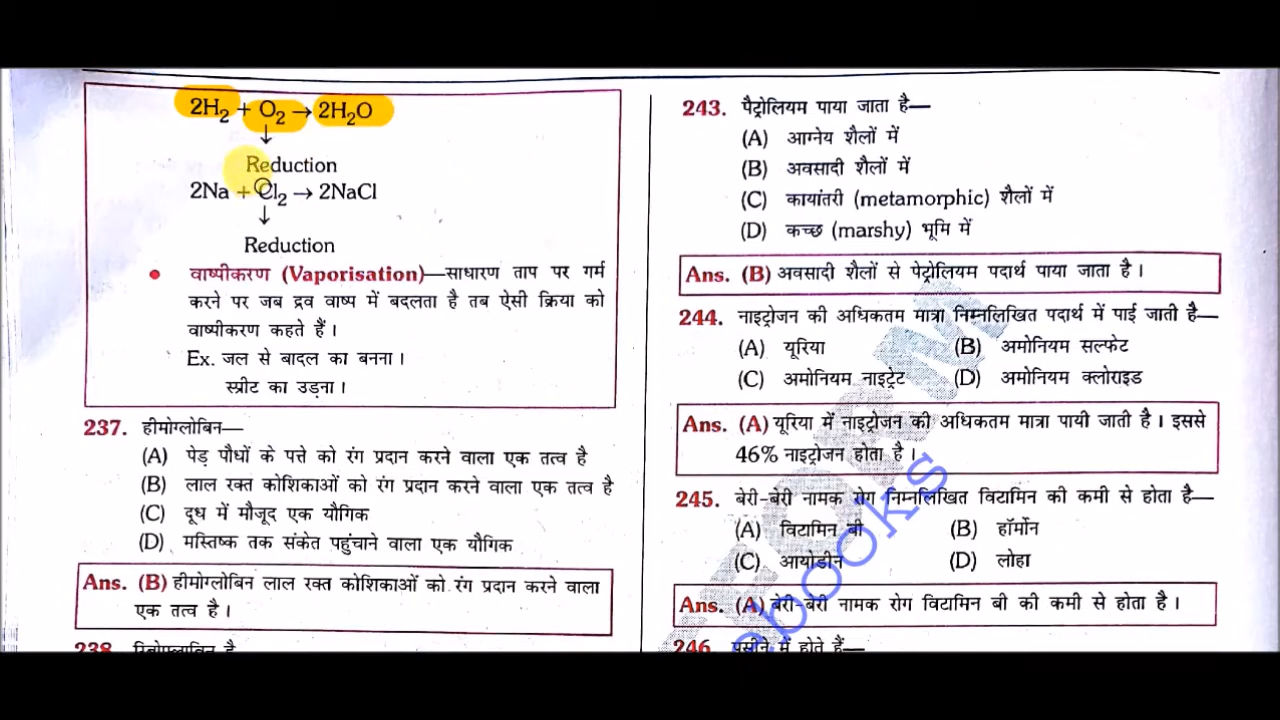 2H₂ + O₂ → 2H₂O
↓
Reduction
2Na + Cl₂ → 2NaCl
↓
Reduction
• वाष्पीकरण (Vaporisation)—साधारण ताप पर गर्म
करने पर जब द्रव वाष्प में बदलता है तब ऐसी क्रिया को
वाष्पीकरण कहते हैं।
Ex. जल से बादल का बनना।
स्प्रीट का उड़ना।
237. हीमोग्लोबिन—
(A) पेड़ पौधों के पत्ते को रंग प्रदान करने वाला एक तत्व है
(B) लाल रक्त कोशिकाओं को रंग प्रदान करने वाला एक तत्व है
(C) दूध में मौजूद एक यौगिक
(D) मस्तिष्क तक संकेत पहुंचाने वाला एक यौगिक
Ans. (B) हीमोग्लोबिन लाल रक्त कोशिकाओं को रंग प्रदान करने वाला
एक तत्व है।
238.
243. पैट्रोलियम पाया जाता है—
(A) आग्नेय शैलों में
(B) अवसादी शैलों में
(C) कायांतरी (metamorphic) शैलों में
(D) कच्छ (marshy) भूमि में
Ans. (B) अवसादी शैलों से पेट्रोलियम पदार्थ पाया जाता है।
244. नाइट्रोजन की अधिकतम मात्रा निम्नलिखित पदार्थ में पाई जाती है—
(A) यूरिया (B) अमोनियम सल्फेट
(C) अमोनियम नाइट्रेट (D) अमोनियम क्लोराइड
Ans. (A) यूरिया में नाइट्रोजन की अधिकतम मात्रा पायी जाती है। इससे
46% नाइट्रोजन होता है।
245. बेरी-बेरी नामक रोग निम्नलिखित विटामिन की कमी से होता है—
(A) विटामिन बी (B) हॉर्मोन
(C) आयोडीन (D) लोहा
Ans. (A) बेरी-बेरी नामक रोग विटामिन बी की कमी से होता है।
246. पसीने में होते हैं—